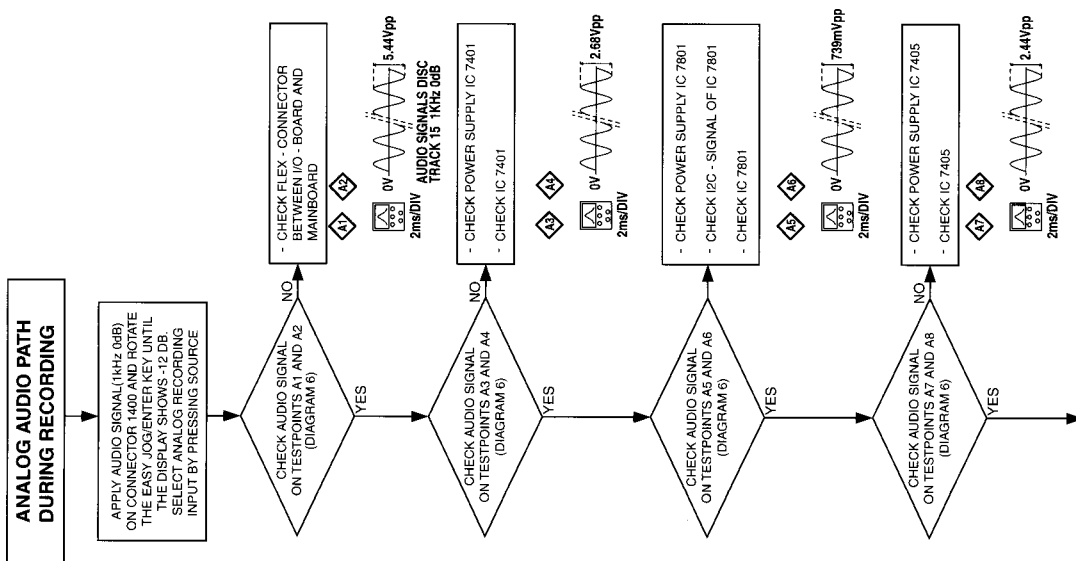 ANALOG AUDIO PATH
DURING RECORDING
APPLY AUDIO SIGNAL(1kHz 0dB)
ON CONNECTOR 1400 AND ROTATE
THE EASY JOG/ENTER KEY UNTIL
THE DISPLAY SHOWS -12 DB.
SELECT ANALOG RECORDING
INPUT BY PRESSING SOURCE
CHECK AUDIO SIGNAL
ON TESTPOINTS A1 AND A2
(DIAGRAM 6)
NO
YES
- CHECK FLEX - CONNECTOR
BETWEEN I/O - BOARD AND
MAINBOARD
A1
A2
2ms/DIV
0V
5.44Vpp
AUDIO SIGNALS DISC
TRACK 15 1KHz 0dB
CHECK AUDIO SIGNAL
ON TESTPOINTS A3 AND A4
(DIAGRAM 6)
NO
YES
- CHECK POWER SUPPLY IC 7401
- CHECK IC 7401
A3
A4
2ms/DIV
0V
2.68Vpp
CHECK AUDIO SIGNAL
ON TESTPOINTS A5 AND A6
(DIAGRAM 6)
NO
YES
- CHECK POWER SUPPLY IC 7801
- CHECK I2C - SIGNAL OF IC 7801
- CHECK IC 7801
A5
A6
2ms/DIV
0V
739mVpp
CHECK AUDIO SIGNAL
ON TESTPOINTS A7 AND A8
(DIAGRAM 6)
NO
YES
- CHECK POWER SUPPLY IC 7405
- CHECK IC 7405
A7
A8
2ms/DIV
0V
2.44Vpp